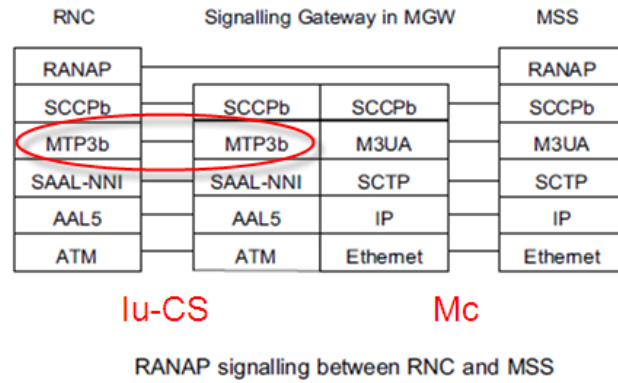 RNC Signalling Gateway in MGW MSS
RANAP RANAP
SCCPb SCCPb SCCPb SCCPb
MTP3b MTP3b M3UA M3UA
SAAL-NNI SAAL-NNI SCTP SCTP
AAL5 AAL5 IP IP
ATM ATM Ethernet Ethernet
Iu-CS Mc
RANAP signalling between RNC and MSS